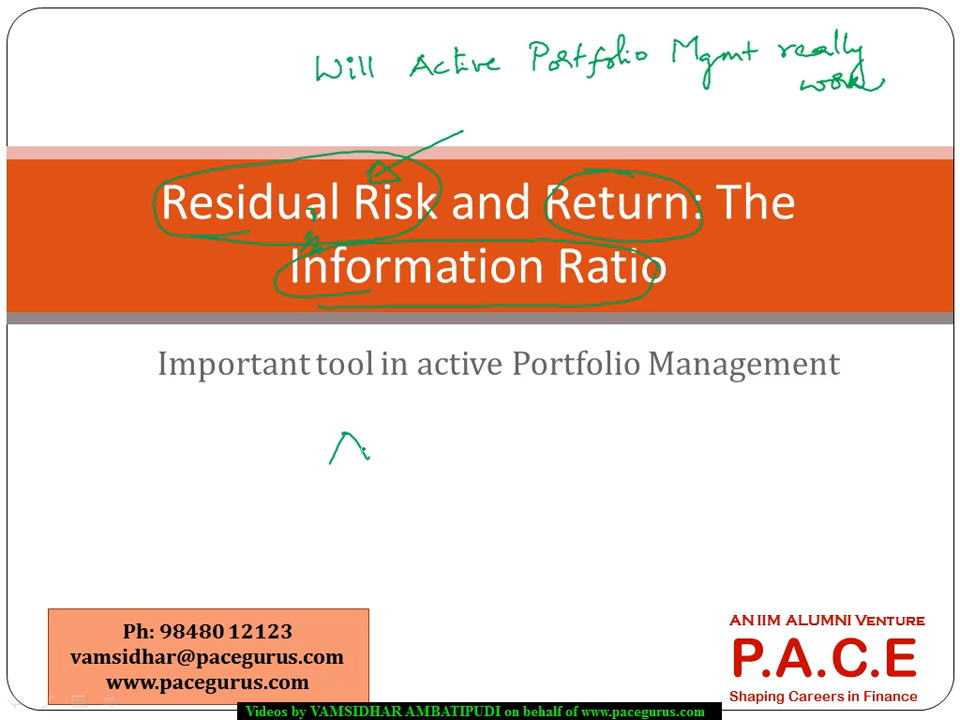 Will Active Portfolio Mgmt really
work
Residual Risk and Return: The
Information Ratio
Important tool in active Portfolio Management
Ph: 98480 12123
vamsidhar@pacegurus.com
www.pacegurus.com
AN IIM ALUMNI VENTURE
P.A.C.E
Shaping Careers in Finance
Videos by VAMSIDHAR AMBATIPUDI on behalf of www.pacegurus.com